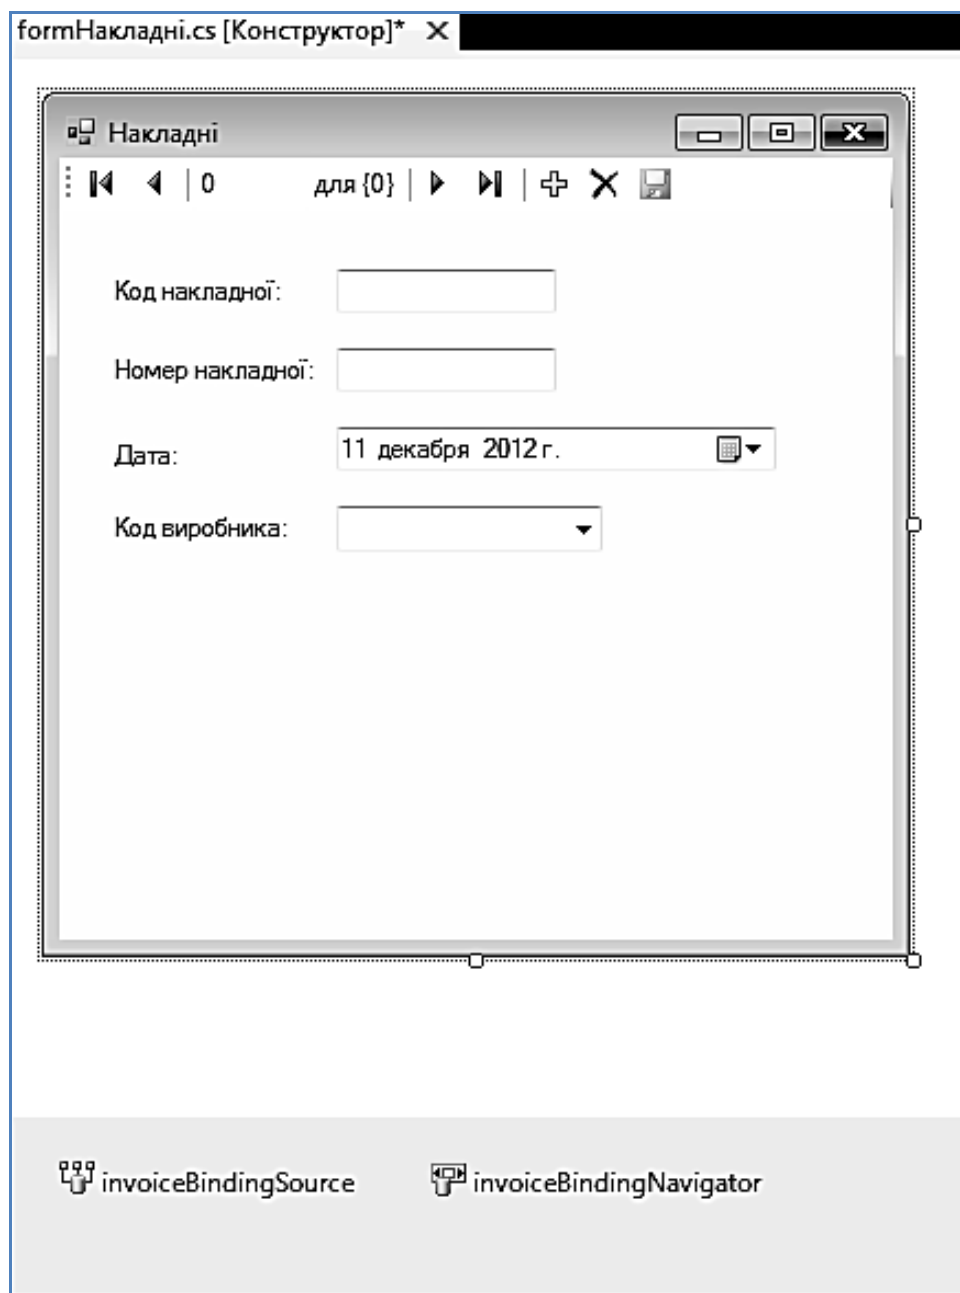 formНакладні.cs [Конструктор]*
Накладні
0 для {0}
Код накладної:
Номер накладної:
Дата: 11 декабря 2012 г.
Код виробника:
invoiceBindingSource invoiceBindingNavigator